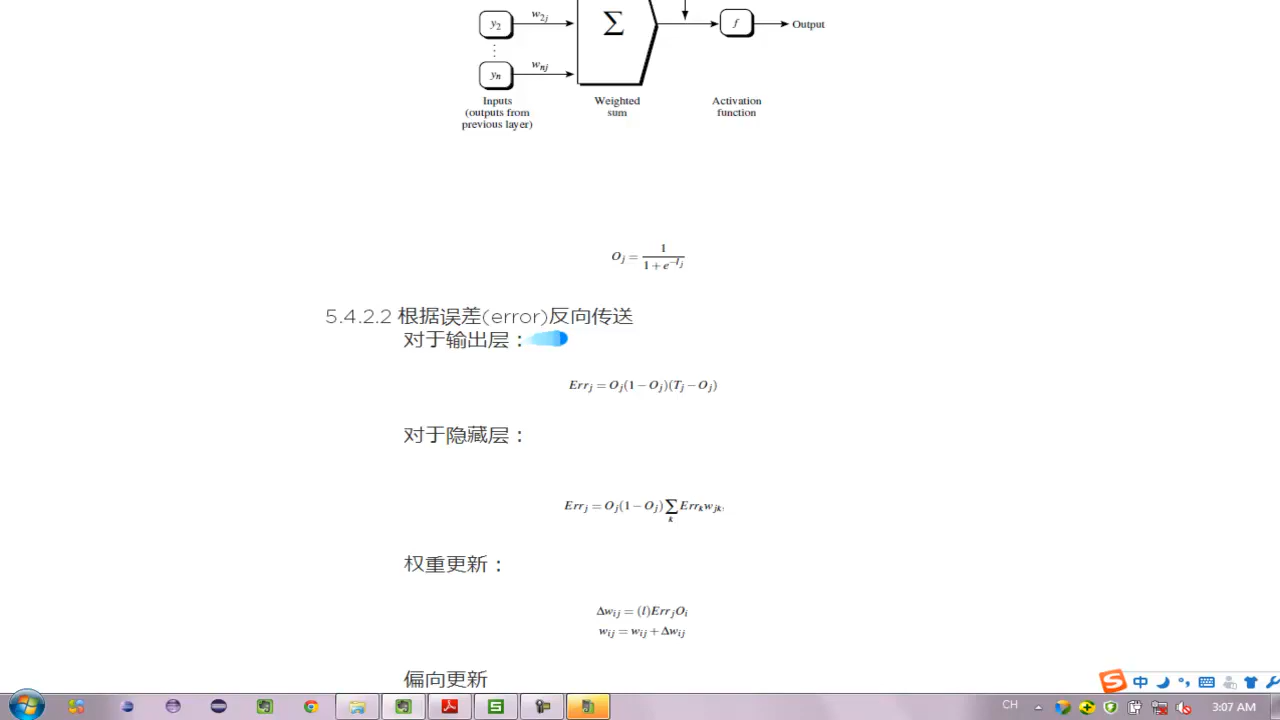 y2 w2j ∑ f Output
⋮
yn wnj
Inputs Weighted Activation
(outputs from sum function
previous layer)
Oj = 1 / (1 + e^−Ij)
5.4.2.2 根据误差(error)反向传送
对于输出层：
Errj = Oj(1 − Oj)(Tj − Oj)
对于隐藏层：
Errj = Oj(1 − Oj)∑k Errk wjk,
权重更新：
Δwij = (l)Errj Oi
wij = wij + Δwij
偏向更新
CH 中 3:07 AM